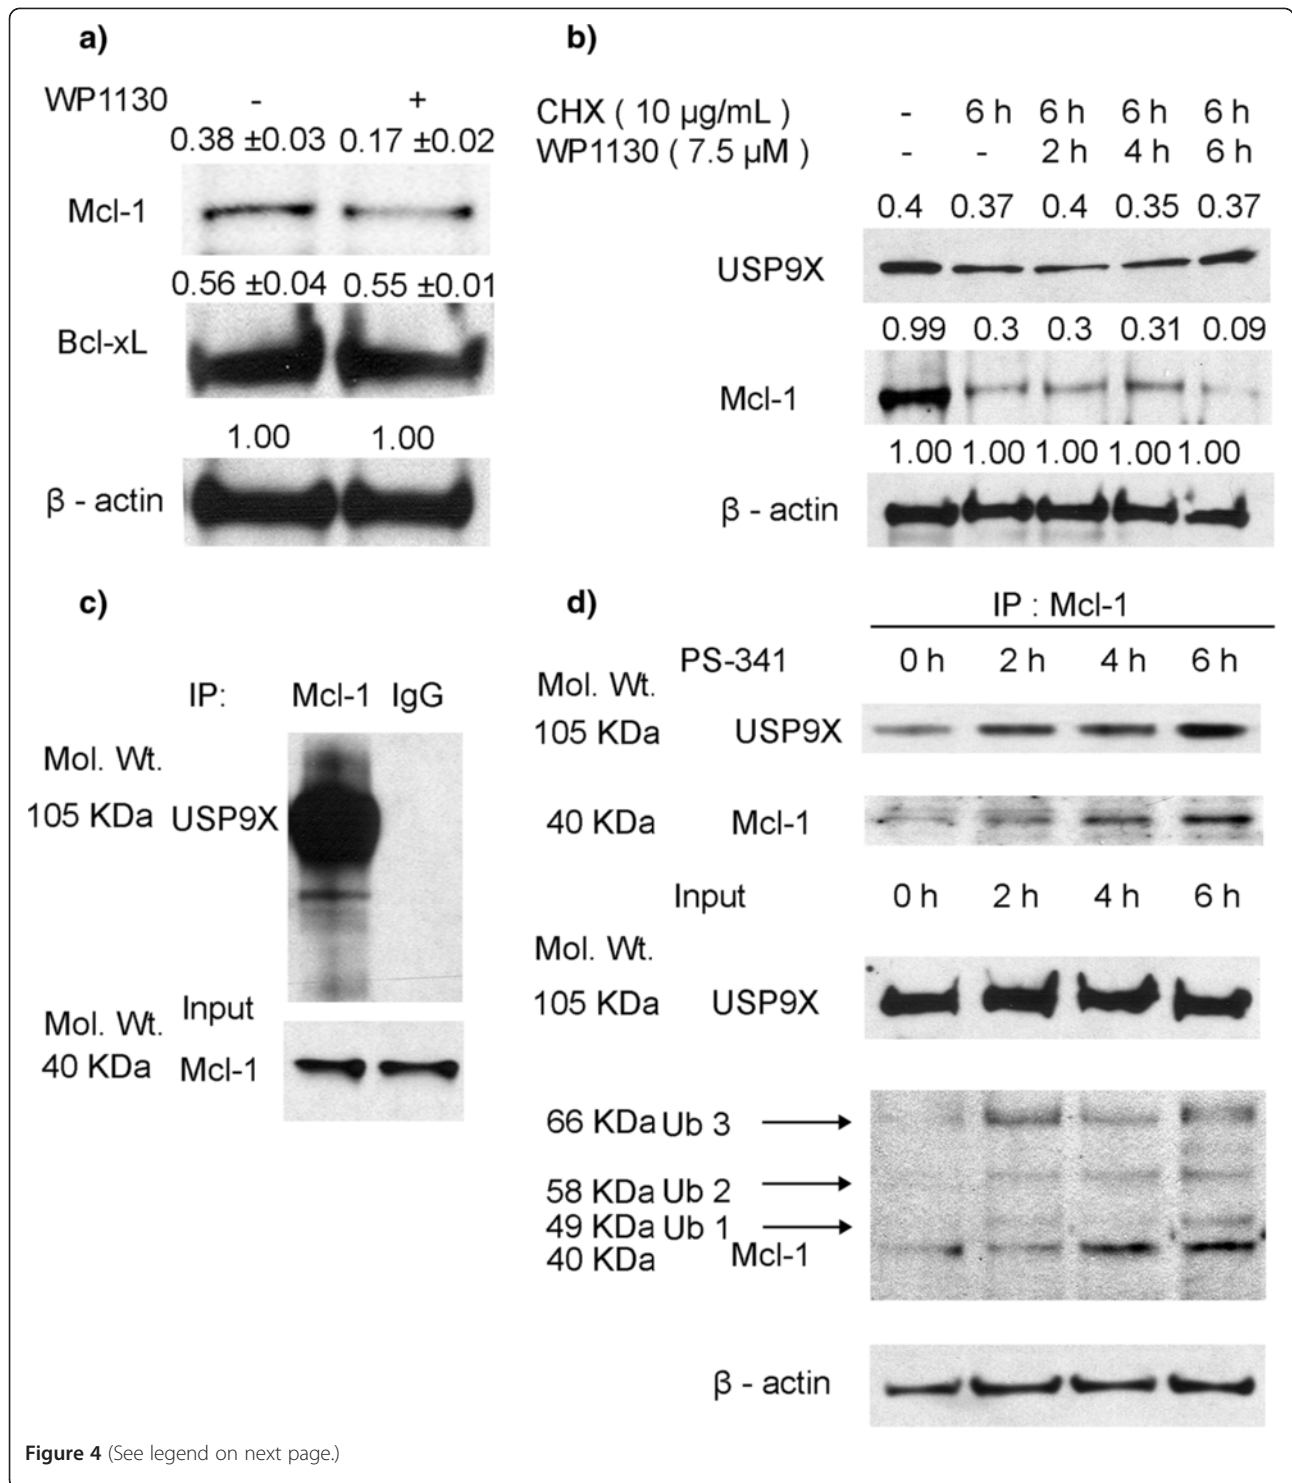 a)
WP1130 - +
0.38 ±0.03 0.17 ±0.02
Mcl-1
0.56 ±0.04 0.55 ±0.01
Bcl-xL
1.00 1.00
β - actin
b)
CHX ( 10 µg/mL ) - 6 h 6 h 6 h 6 h
WP1130 ( 7.5 µM ) - - 2 h 4 h 6 h
0.4 0.37 0.4 0.35 0.37
USP9X
0.99 0.3 0.3 0.31 0.09
Mcl-1
1.00 1.00 1.00 1.00 1.00
β - actin
c)
IP: Mcl-1 IgG
Mol. Wt.
105 KDa USP9X
Input
Mol. Wt.
40 KDa Mcl-1
d)
IP : Mcl-1
PS-341 0 h 2 h 4 h 6 h
Mol. Wt.
105 KDa USP9X
40 KDa Mcl-1
Input 0 h 2 h 4 h 6 h
Mol. Wt.
105 KDa USP9X
66 KDa Ub 3
58 KDa Ub 2
49 KDa Ub 1
40 KDa Mcl-1
β - actin
Figure 4 (See legend on next page.)